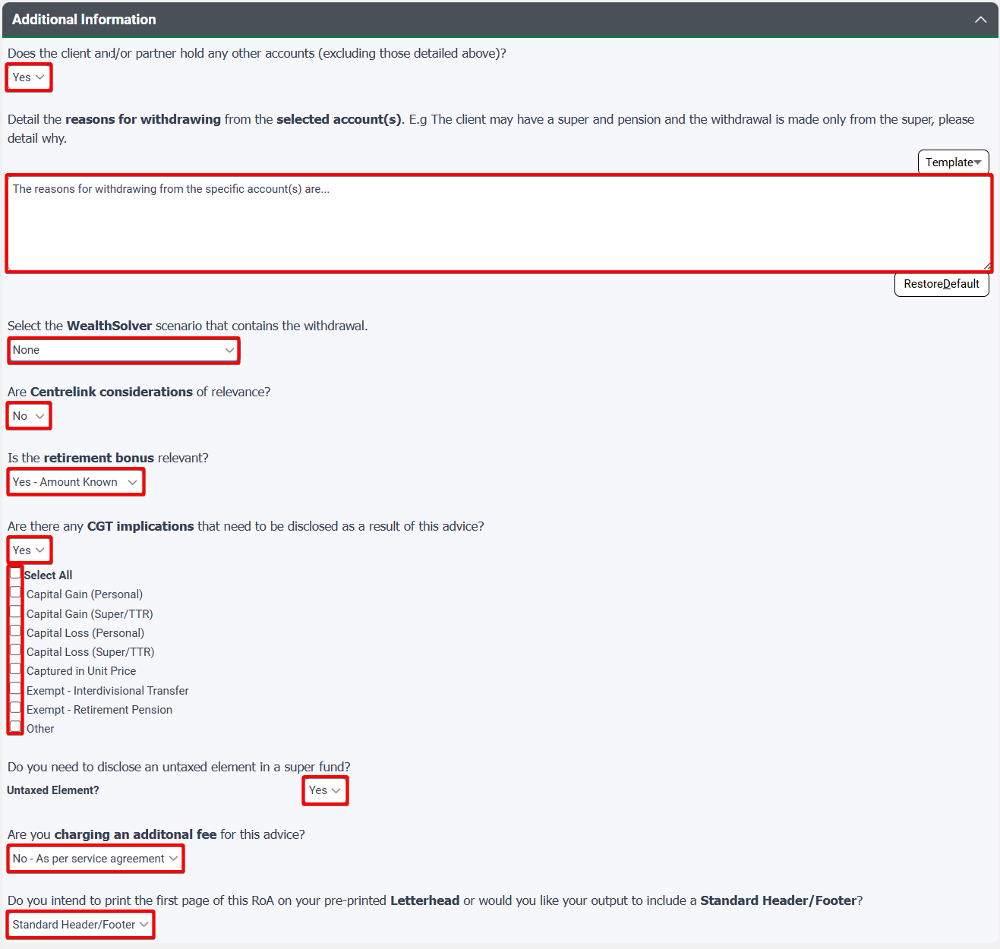 Additional Information
Does the client and/or partner hold any other accounts (excluding those detailed above)?
Yes
Detail the reasons for withdrawing from the selected account(s). E.g The client may have a super and pension and the withdrawal is made only from the super, please
detail why.
Template
The reasons for withdrawing from the specific account(s) are...
RestoreDefault
Select the WealthSolver scenario that contains the withdrawal.
None
Are Centrelink considerations of relevance?
No
Is the retirement bonus relevant?
Yes - Amount Known
Are there any CGT implications that need to be disclosed as a result of this advice?
Yes
Select All
Capital Gain (Personal)
Capital Gain (Super/TTR)
Capital Loss (Personal)
Capital Loss (Super/TTR)
Captured in Unit Price
Exempt - Interdivisional Transfer
Exempt - Retirement Pension
Other
Do you need to disclose an untaxed element in a super fund?
Untaxed Element? Yes
Are you charging an additonal fee for this advice?
No - As per service agreement
Do you intend to print the first page of this RoA on your pre-printed Letterhead or would you like your output to include a Standard Header/Footer?
Standard Header/Footer